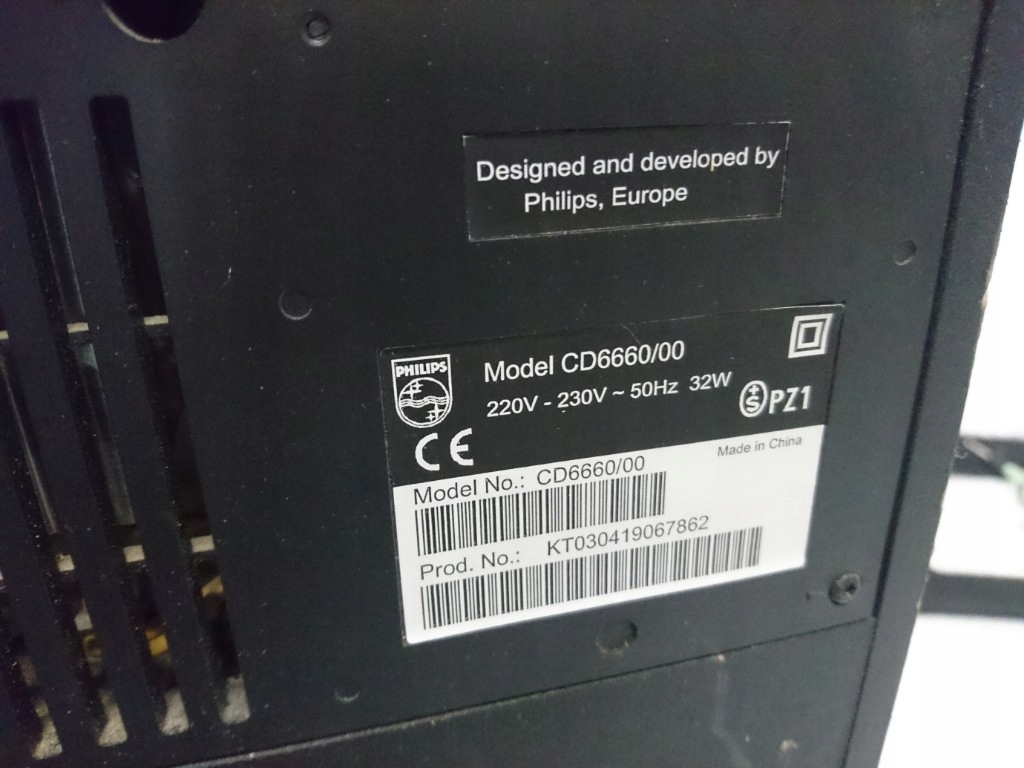 Designed and developed by
Philips, Europe
PHILIPS
Model CD6660/00
220V - 230V ~ 50Hz 32W
S PZ1
CE
Made in China
Model No.: CD6660/00
Prod. No.: KT030419067862